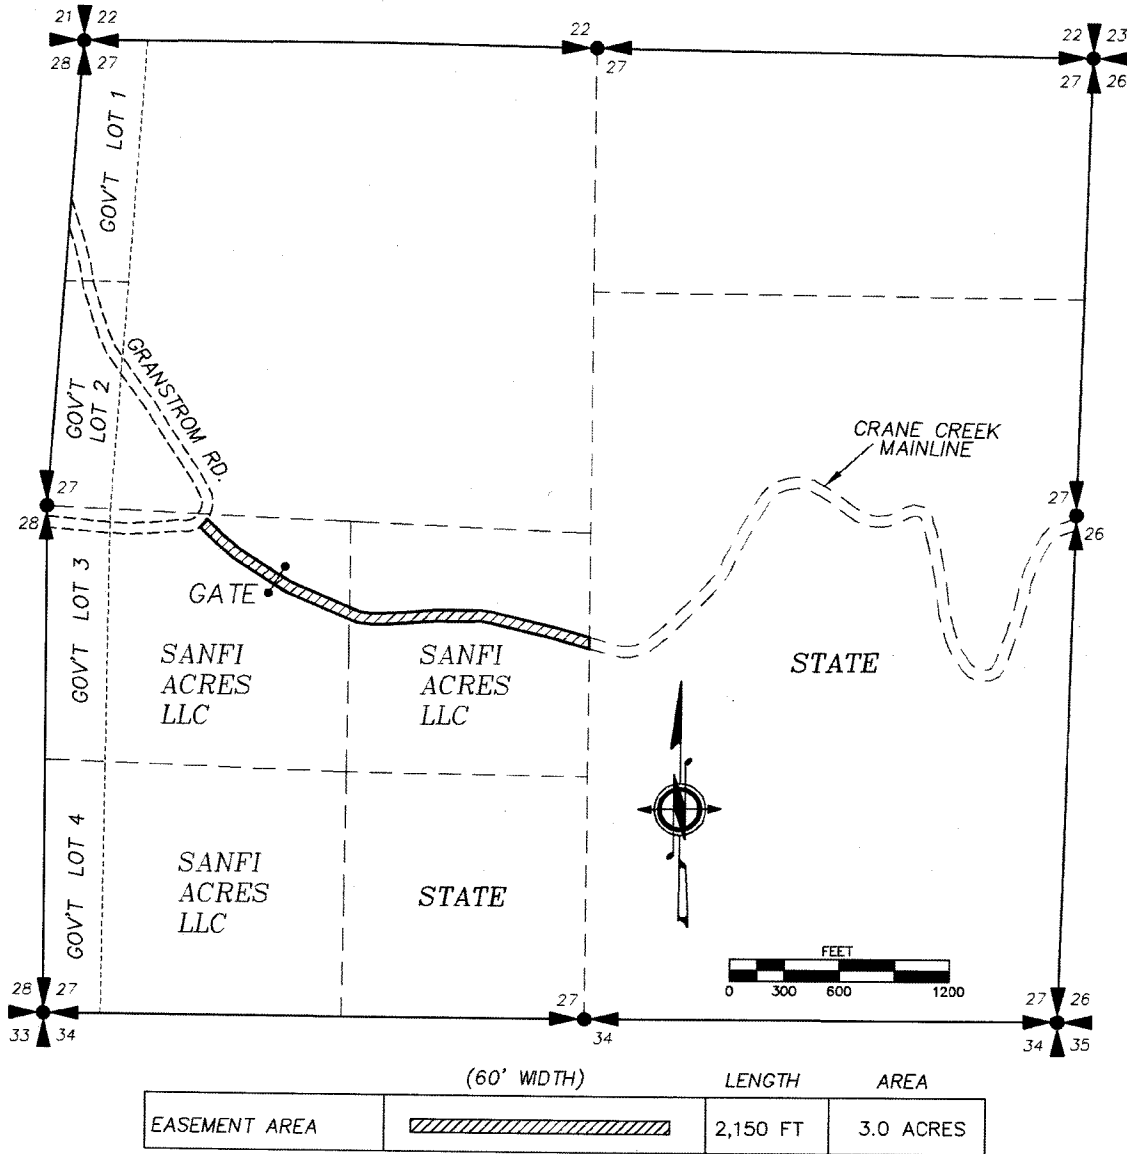 21 22
28 27
22
27
22 23
27 26
GOV'T LOT 1
GOV'T
LOT 2
GRANSTROM RD.
CRANE CREEK
MAINLINE
27
28
27
26
GOV'T LOT 3
GATE
SANFI
ACRES
LLC
SANFI
ACRES
LLC
STATE
GOV'T LOT 4
SANFI
ACRES
LLC
STATE
FEET
0 300 600 1200
28 27
33 34
27
34
27 26
34 35
(60' WIDTH) LENGTH AREA
EASEMENT AREA 2,150 FT 3.0 ACRES